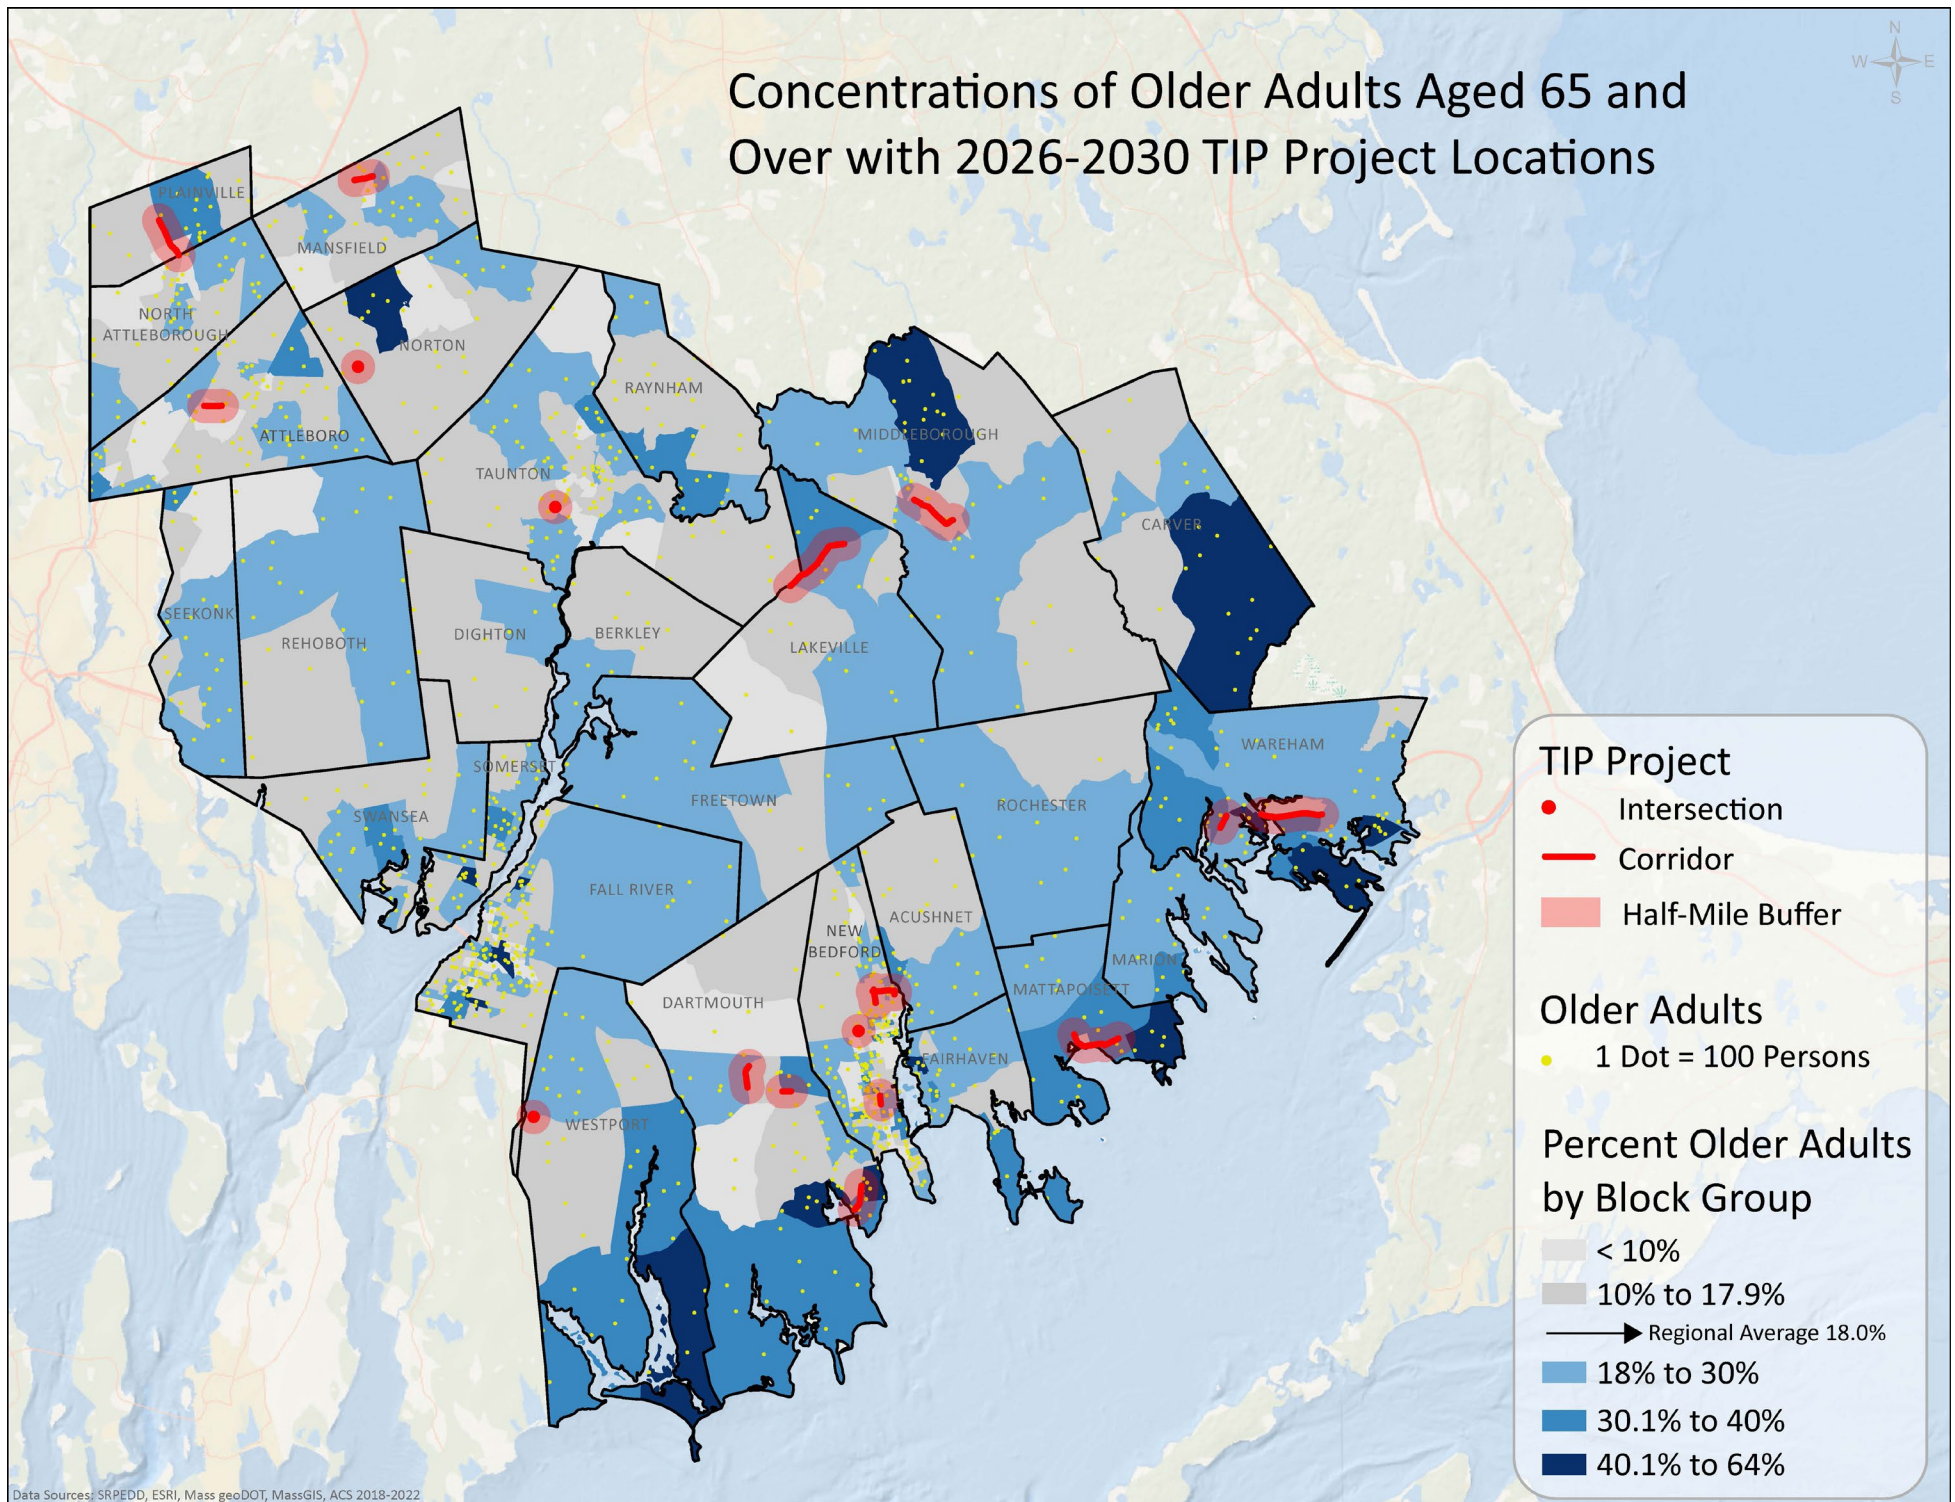 N
W E
S
Concentrations of Older Adults Aged 65 and
Over with 2026-2030 TIP Project Locations
PLAINVILLE
MANSFIELD
NORTH
ATTLEBOROUGH
NORTON
RAYNHAM
ATTLEBORO
MIDDLEBOROUGH
TAUNTON
CARVER
SEEKONK
REHOBOTH
DIGHTON
BERKLEY
LAKEVILLE
WAREHAM
SOMERSET
FREETOWN
ROCHESTER
SWANSEA
FALL RIVER
ACUSHNET
NEW
BEDFORD
MARION
MATTAPOISETT
DARTMOUTH
FAIRHAVEN
WESTPORT
TIP Project
Intersection
Corridor
Half-Mile Buffer
Older Adults
1 Dot = 100 Persons
Percent Older Adults
by Block Group
< 10%
10% to 17.9%
Regional Average 18.0%
18% to 30%
30.1% to 40%
40.1% to 64%
Data Sources: SRPEDD, ESRI, Mass geoDOT, MassGIS, ACS 2018-2022